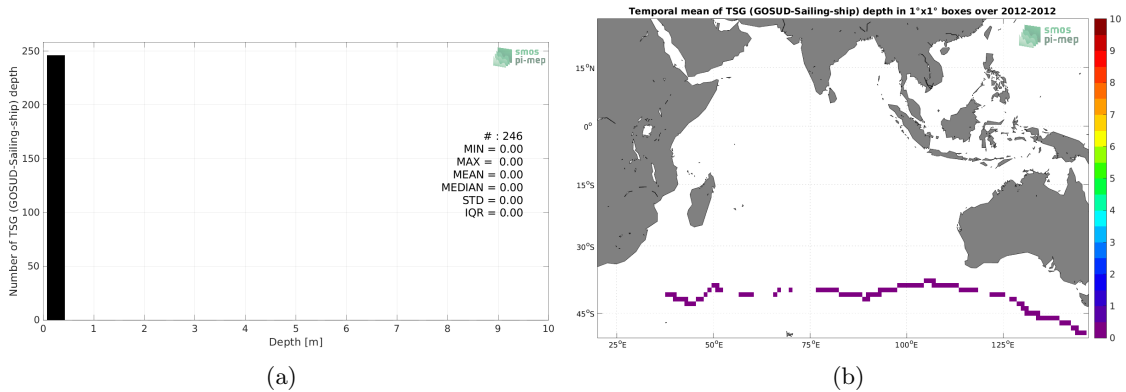 250
200
150
100
50
0
Number of TSG (GOSUD-Sailing-ship) depth
0 1 2 3 4 5 6 7 8 9 10
Depth [m]
smos
pi-mep
# : 246
MIN = 0.00
MAX = 0.00
MEAN = 0.00
MEDIAN = 0.00
STD = 0.00
IQR = 0.00
(a)
Temporal mean of TSG (GOSUD-Sailing-ship) depth in 1°x1° boxes over 2012-2012
smos
pi-mep
15°N
0°
15°S
30°S
45°S
25°E 50°E 75°E 100°E 125°E
10
9
8
7
6
5
4
3
2
1
0
(b)